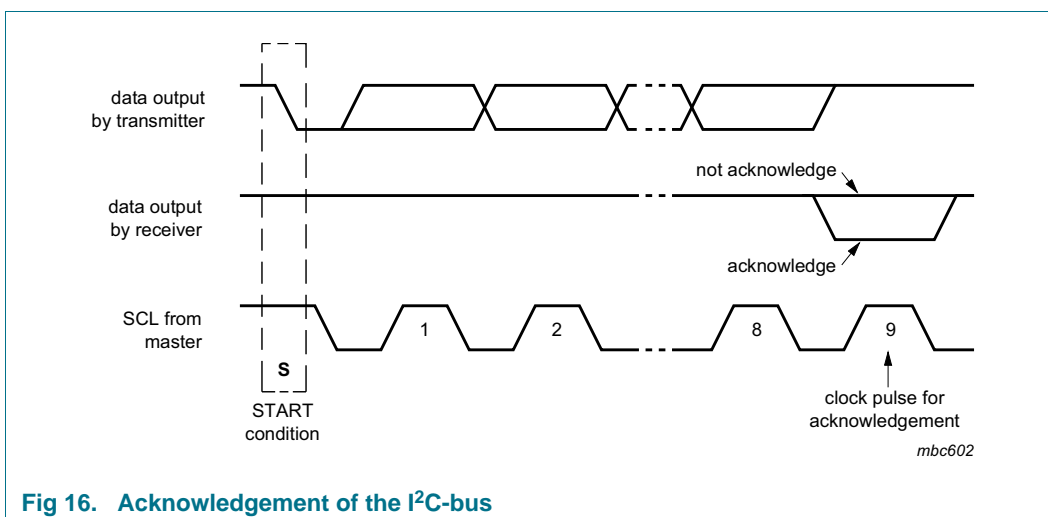 data output
by transmitter
not acknowledge
data output
by receiver
acknowledge
SCL from
master
1
2
8
9
S
START
condition
clock pulse for
acknowledgement
mbc602
Fig 16. Acknowledgement of the I²C-bus